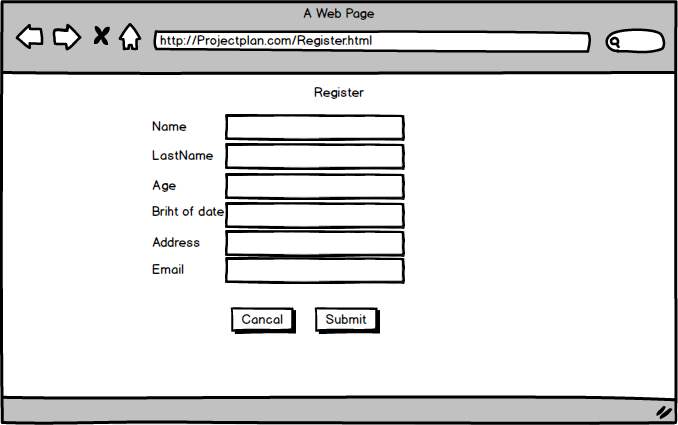 A Web Page
http://Projectplan.com/Register.html
Register
Name
LastName
Age
Briht of date
Address
Email
Cancal Submit